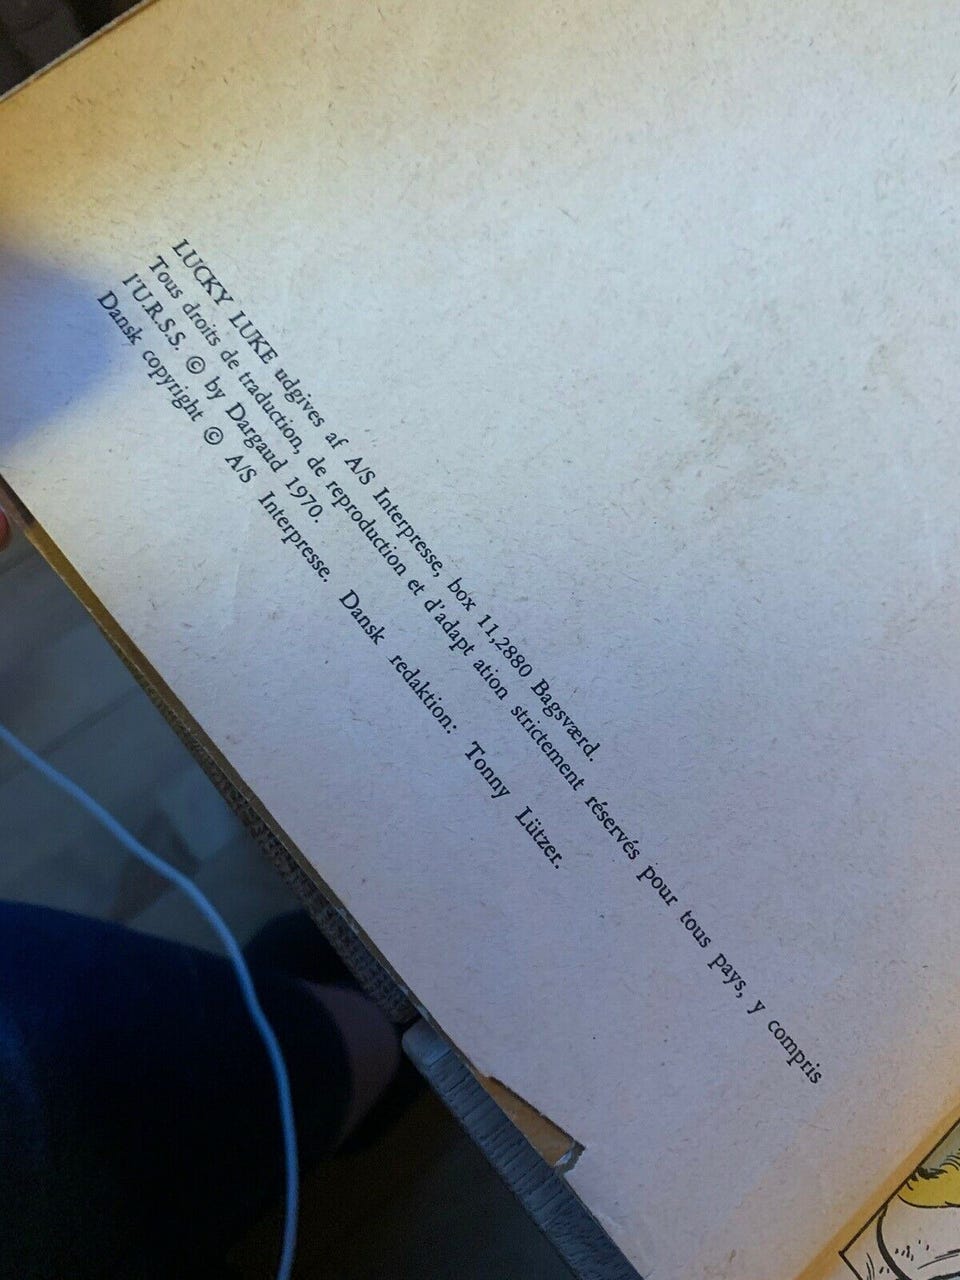 LUCKY LUKE udgives af A/S Interpresse, box 11,2880 Bagsværd.
Tous droits de traduction, de reproduction et d'adapt ation strictement réservés pour tous pays, y compris
l'U.R.S.S. © by Dargaud 1970.
Dansk copyright © A/S Interpresse. Dansk redaktion: Tonny Lützer.